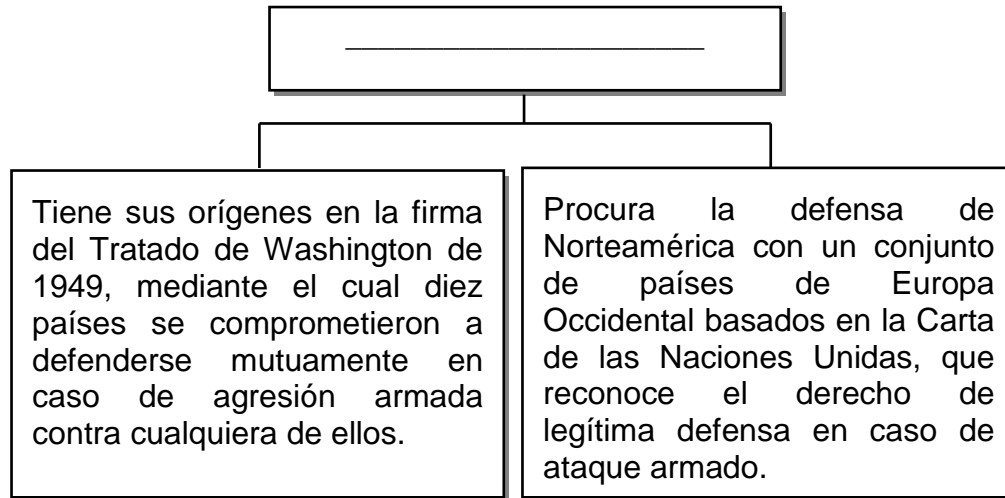 ______________________
Tiene sus orígenes en la firma
del Tratado de Washington de
1949, mediante el cual diez
países se comprometieron a
defenderse mutuamente en
caso de agresión armada
contra cualquiera de ellos.
Procura la defensa de
Norteamérica con un conjunto
de países de Europa
Occidental basados en la Carta
de las Naciones Unidas, que
reconoce el derecho de
legítima defensa en caso de
ataque armado.